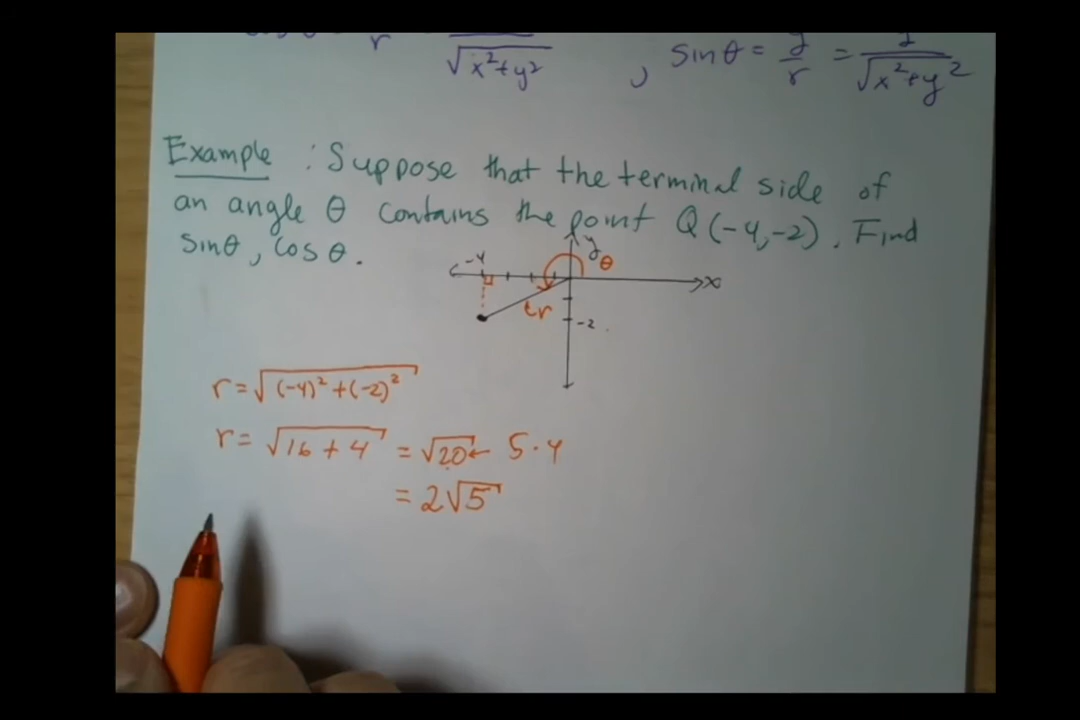 r = √(x²+y²) , sinθ = y/r = /√(x²+y²)
Example : Suppose that the terminal side of
an angle θ contains the point Q(-4,-2). Find
sinθ, cosθ.
y
-4
θ
x
r
-2
r = √((-4)²+(-2)²)
r = √(16 + 4) = √20 ← 5·4
= 2√5